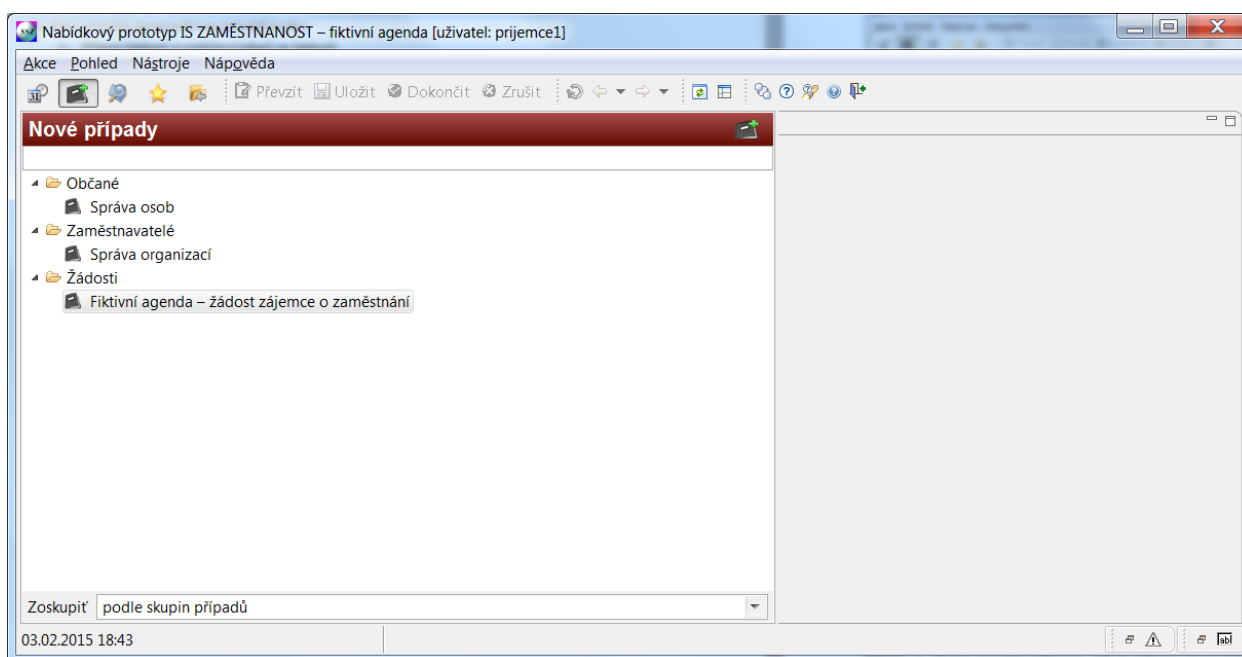 Nabídkový prototyp IS ZAMĚSTNANOST – fiktivní agenda [uživatel: prijemce1]
Akce Pohled Nástroje Nápověda
31 Převzít Uložit Dokončit Zrušit
Nové případy
Občané
Správa osob
Zaměstnavatelé
Správa organizací
Žádosti
Fiktivní agenda – žádost zájemce o zaměstnání
Zoskupiť podle skupin případů
03.02.2015 18:43